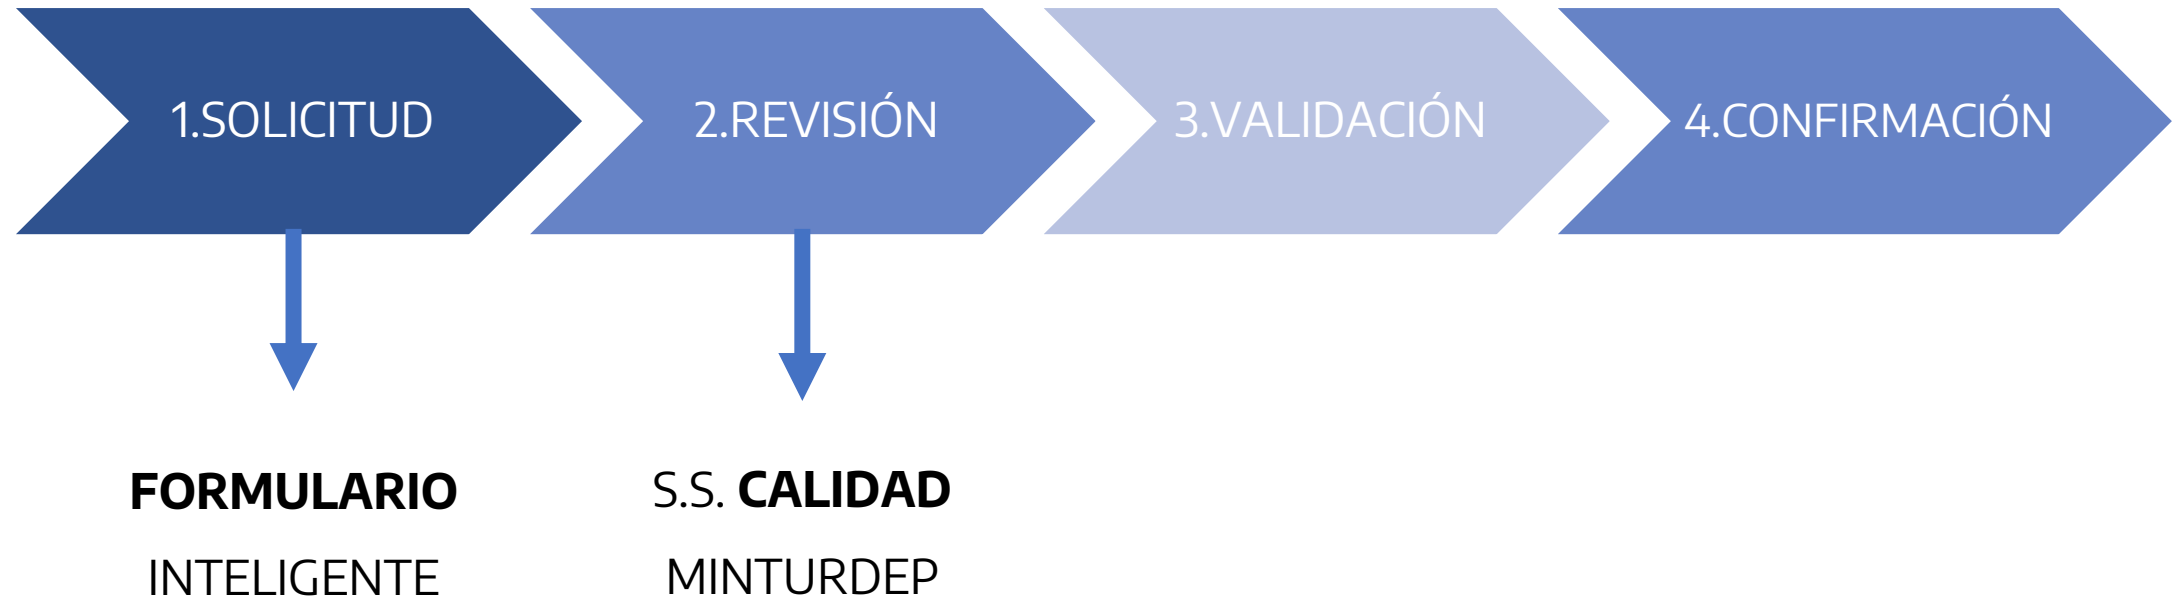 1.SOLICITUD
2.REVISIÓN
3.VALIDACIÓN
4.CONFIRMACIÓN
FORMULARIO
INTELIGENTE
S.S. CALIDAD
MINTURDEP